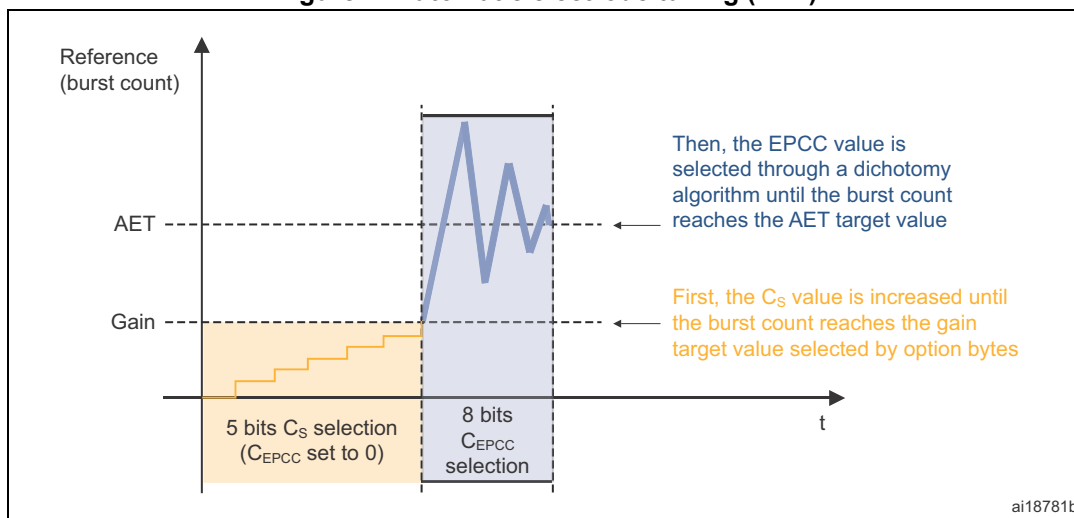 Reference
(burst count)
Then, the EPCC value is
selected through a dichotomy
algorithm until the burst count
reaches the AET target value
AET
First, the CS value is increased until
the burst count reaches the gain
target value selected by option bytes
Gain
5 bits CS selection
(CEPCC set to 0)
8 bits
CEPCC
selection
t
ai18781b